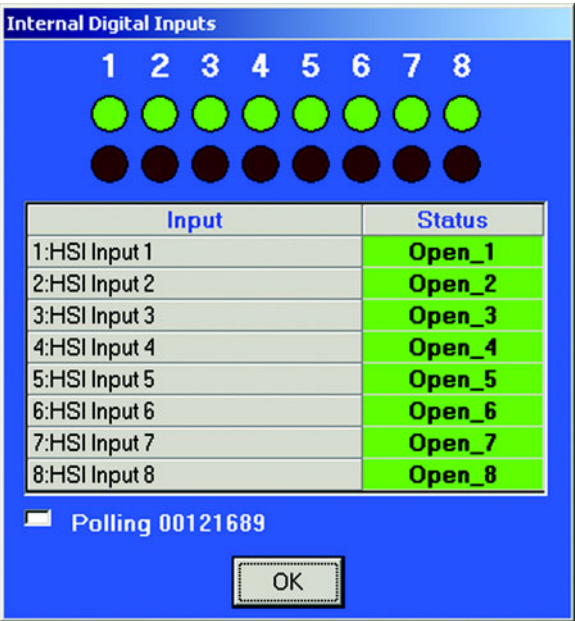 Internal Digital Inputs
1 2 3 4 5 6 7 8
Input Status
1:HSI Input 1 Open_1
2:HSI Input 2 Open_2
3:HSI Input 3 Open_3
4:HSI Input 4 Open_4
5:HSI Input 5 Open_5
6:HSI Input 6 Open_6
7:HSI Input 7 Open_7
8:HSI Input 8 Open_8
Polling 00121689
OK